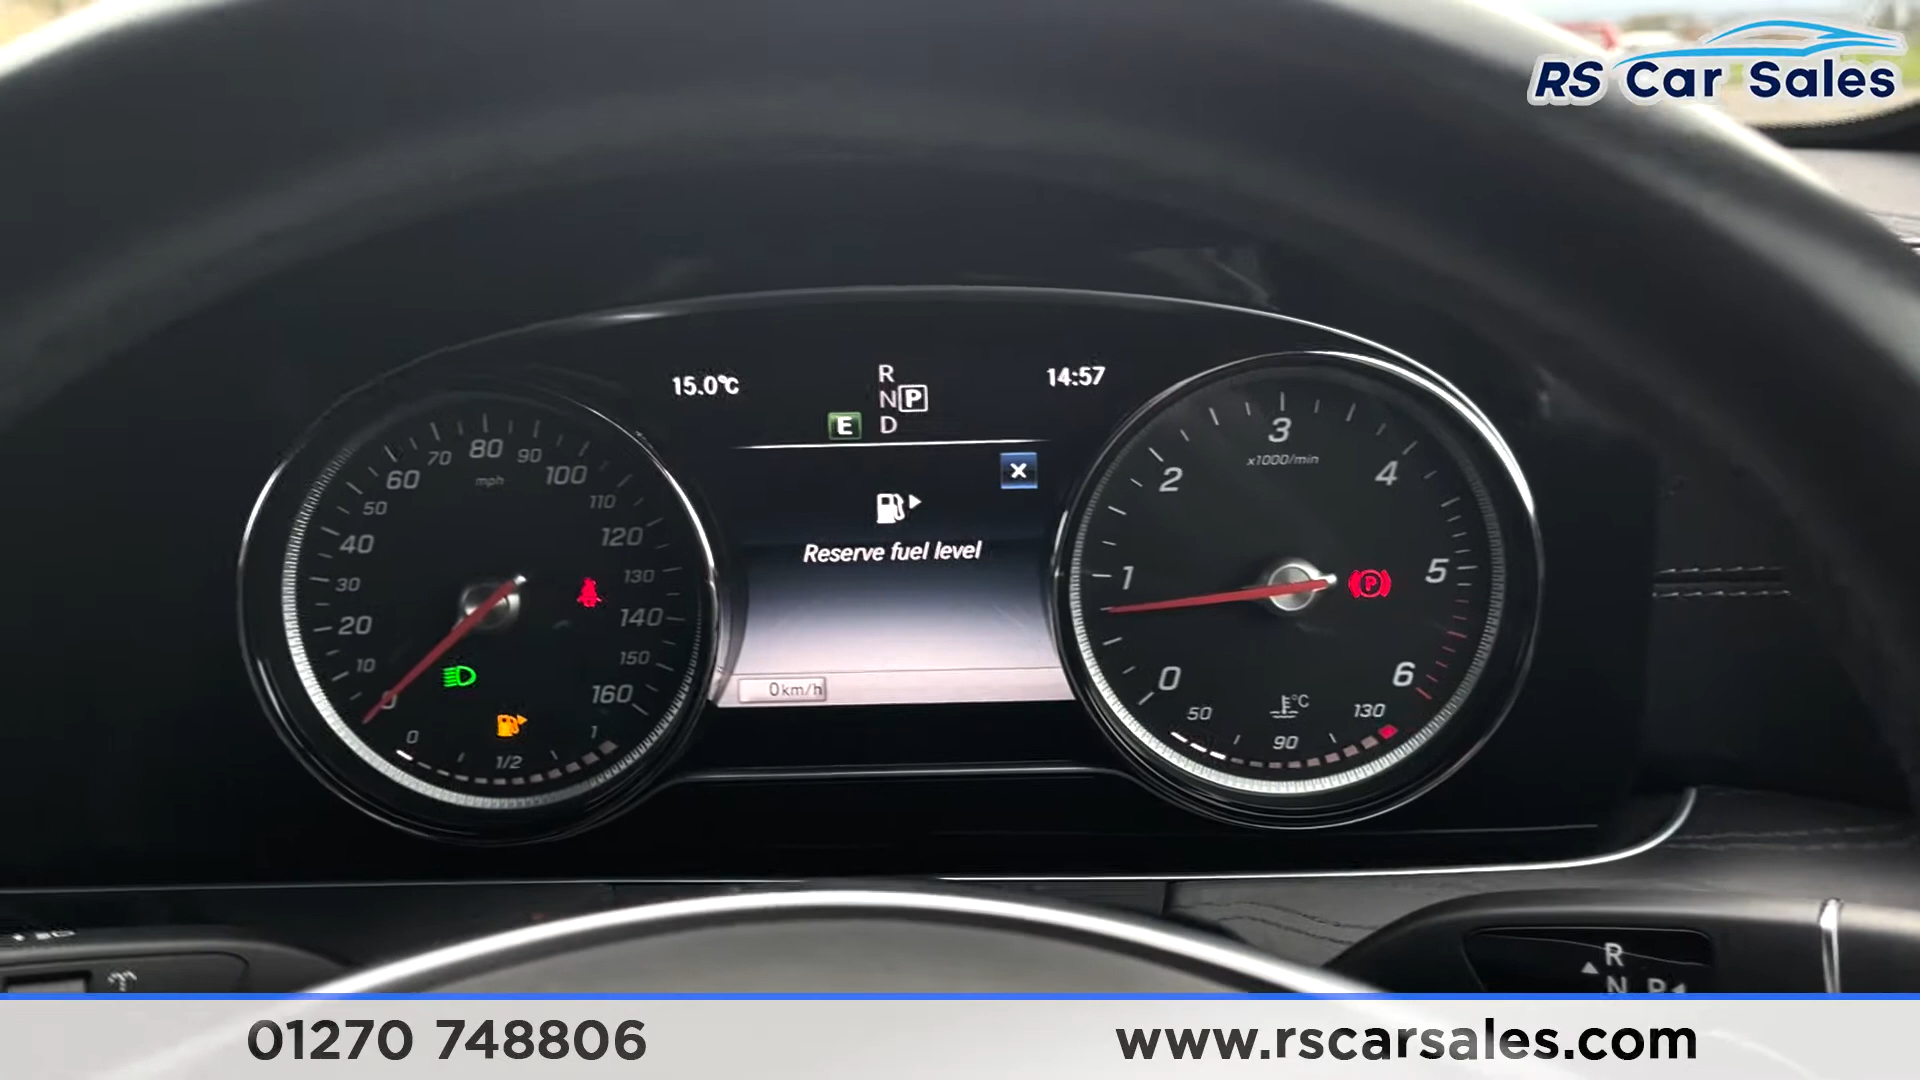 RS Car Sales
15.0°C
R
N P
E D
14:57
x
Reserve fuel level
0 km/h
0
10
20
30
40
50
60
70
80
90
100
110
120
130
140
150
160
mph
0
1/2
1
0
1
2
3
4
5
6
x1000/min
P
50
90
130
°C
R
N P
01270 748806
www.rscarsales.com